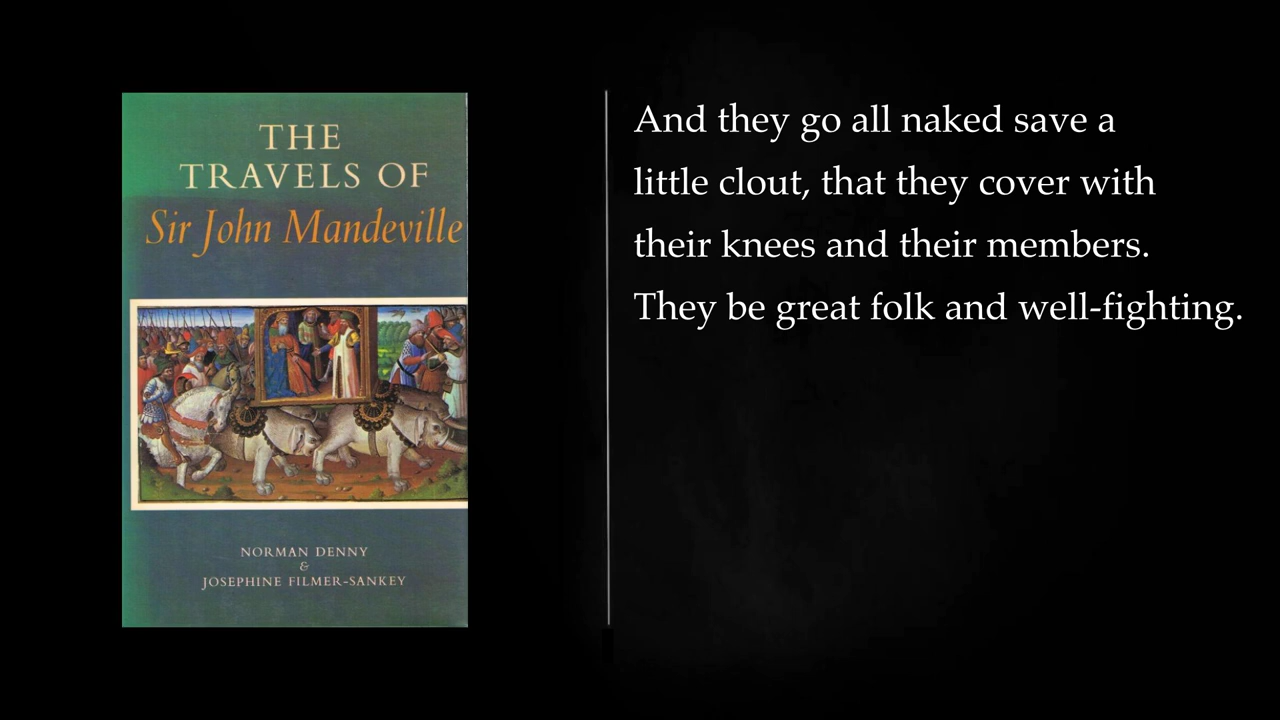 THE
TRAVELS OF
Sir John Mandeville
NORMAN DENNY
&
JOSEPHINE FILMER-SANKEY
And they go all naked save a
little clout, that they cover with
their knees and their members.
They be great folk and well-fighting.